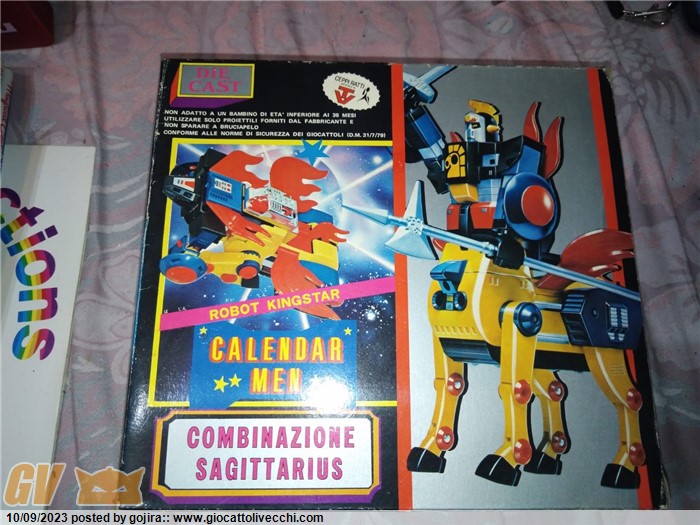 DIE
CAST
CEPPI RATTI
TV
NON ADATTO A UN BAMBINO DI ETA' INFERIORE AI 36 MESI
UTILIZZARE SOLO PROIETTILI FORNITI DAL FABBRICANTE E
NON SPARARE A BRUCIAPELO
CONFORME ALLE NORME DI SICUREZZA DEI GIOCATTOLI (D.M. 31/7/79)
ROBOT KINGSTAR
CALENDAR
MEN
COMBINAZIONE
SAGITTARIUS
ctions
GV
10/09/2023 posted by gojira:: www.giocattolivecchi.com